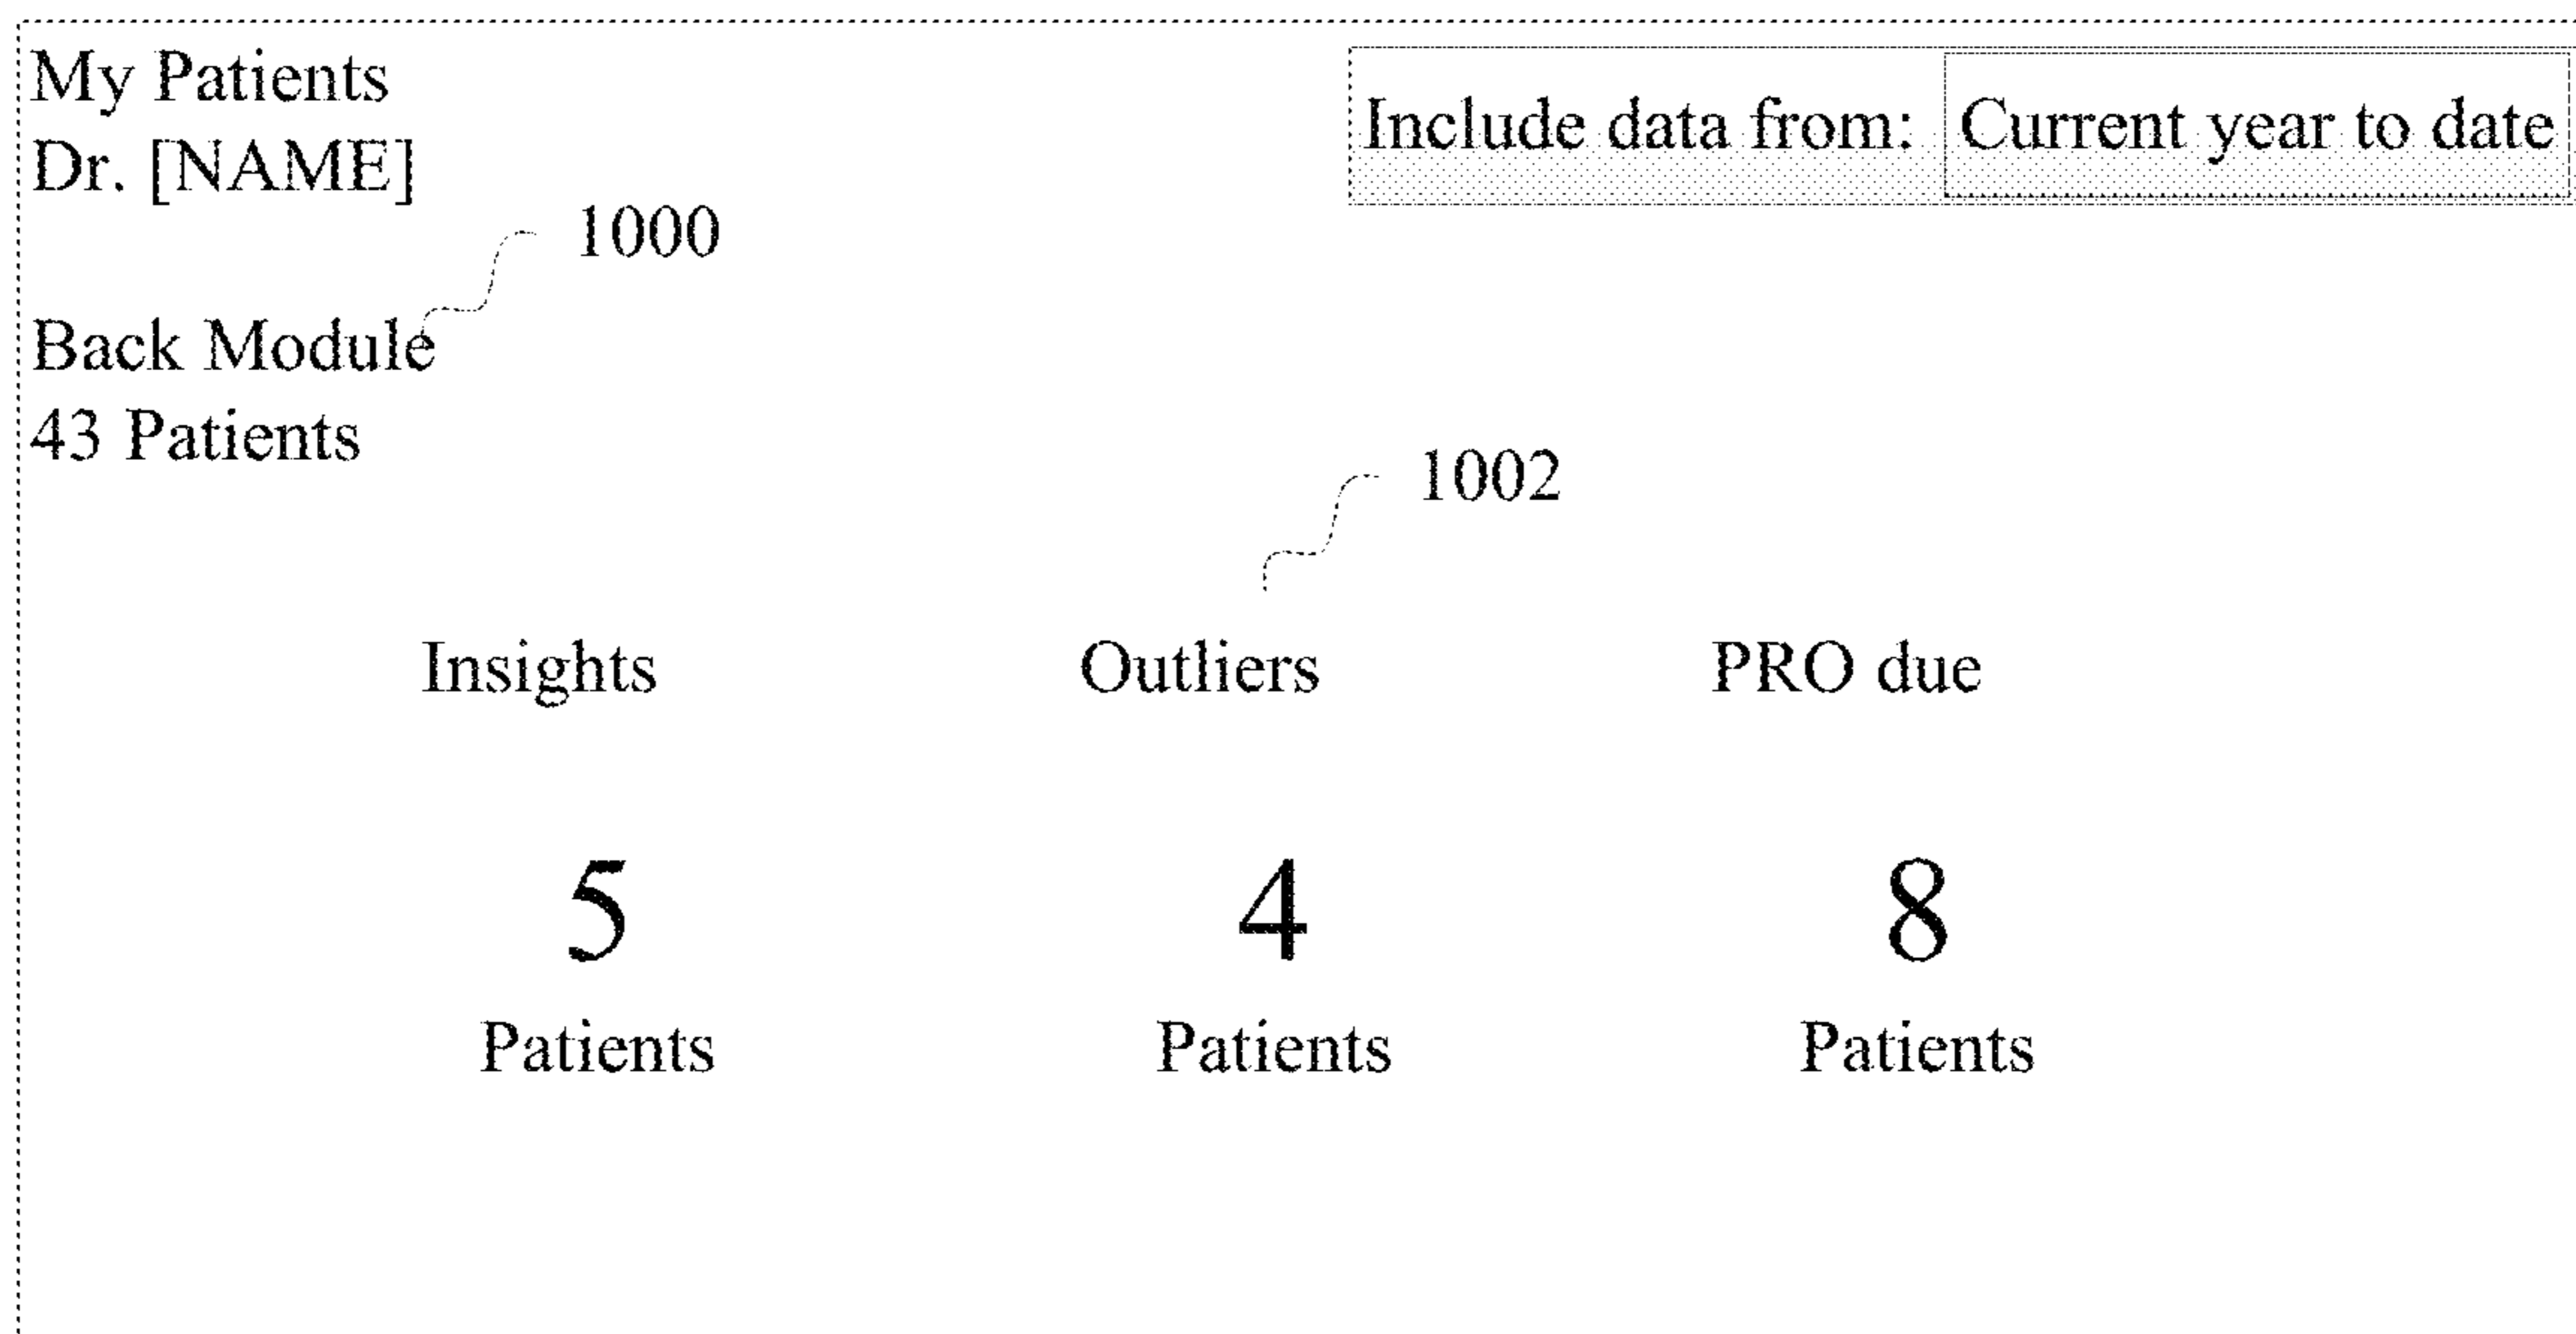 My Patients
Dr. [NAME]
Include data from: Current year to date
1000
Back Module
43 Patients
1002
Insights Outliers PRO due
5 4 8
Patients Patients Patients